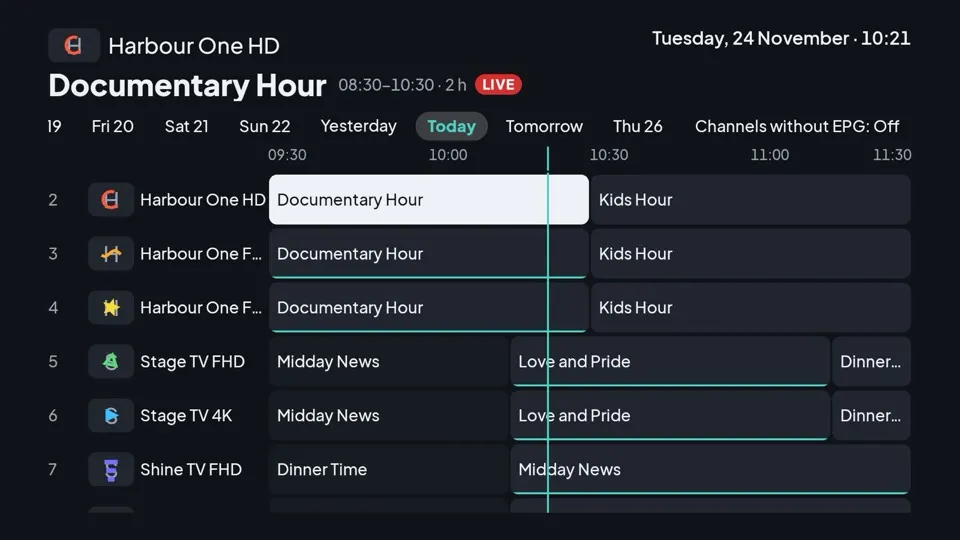 Harbour One HD
Tuesday, 24 November · 10:21
Documentary Hour 08:30–10:30 · 2 h LIVE
19 Fri 20 Sat 21 Sun 22 Yesterday Today Tomorrow Thu 26 Channels without EPG: Off
09:30 10:00 10:30 11:00 11:30
2 Harbour One HD Documentary Hour Kids Hour
3 Harbour One F… Documentary Hour Kids Hour
4 Harbour One F… Documentary Hour Kids Hour
5 Stage TV FHD Midday News Love and Pride Dinner…
6 Stage TV 4K Midday News Love and Pride Dinner…
7 Shine TV FHD Dinner Time Midday News